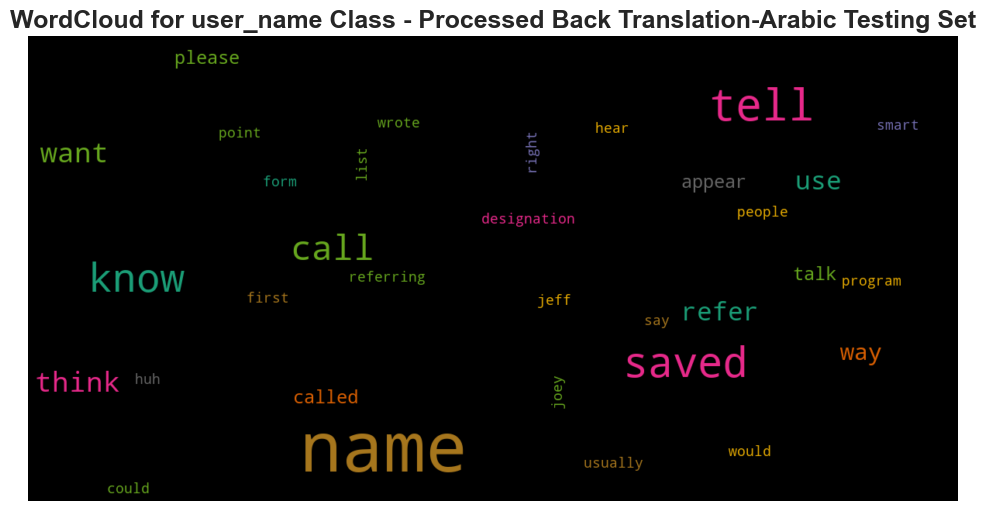 WordCloud for user_name Class - Processed Back Translation-Arabic Testing Set
please
tell
wrote
smart
hear
point
right
want
list
form
appear
use
people
designation
call
know
referring
talk
program
first
jeff
refer
say
saved
way
think
huh
joey
called
name
would
usually
could